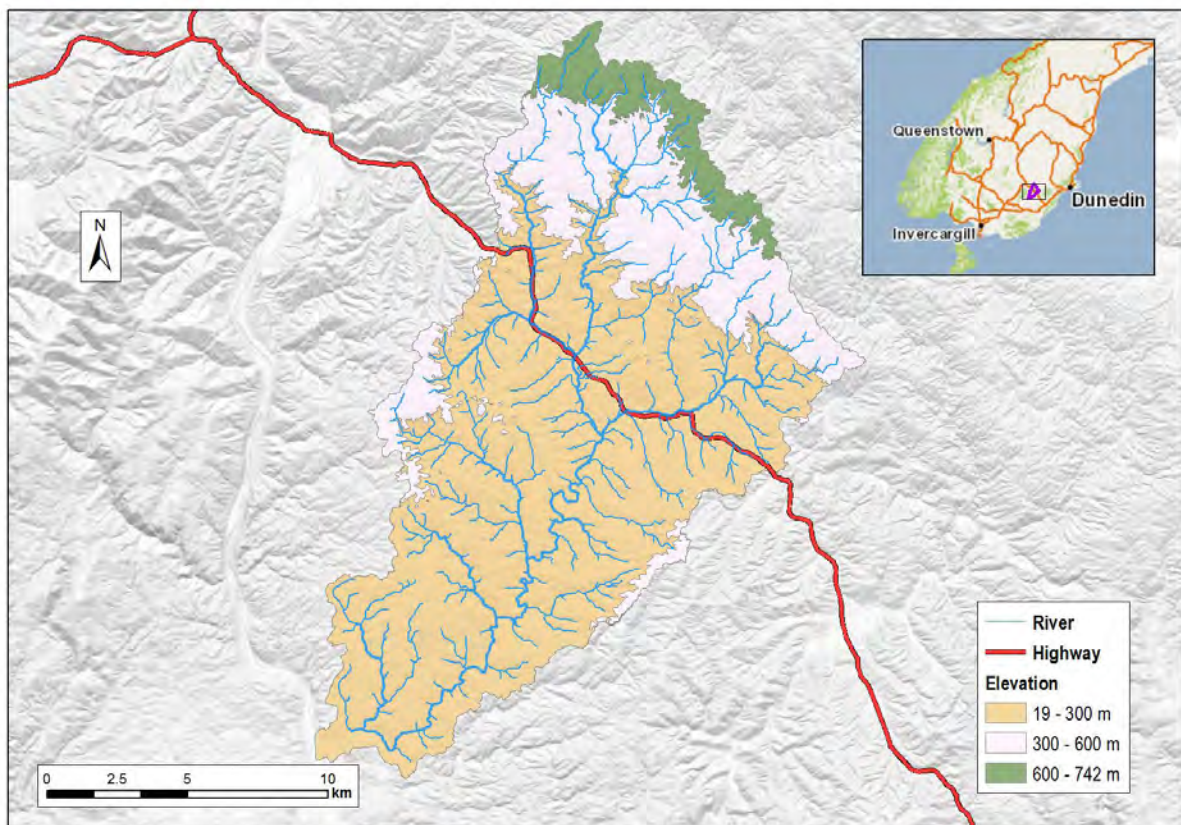 Queenstown
Dunedin
Invercargill
N
River
Highway
Elevation
19 - 300 m
300 - 600 m
600 - 742 m
0 2.5 5 10
km